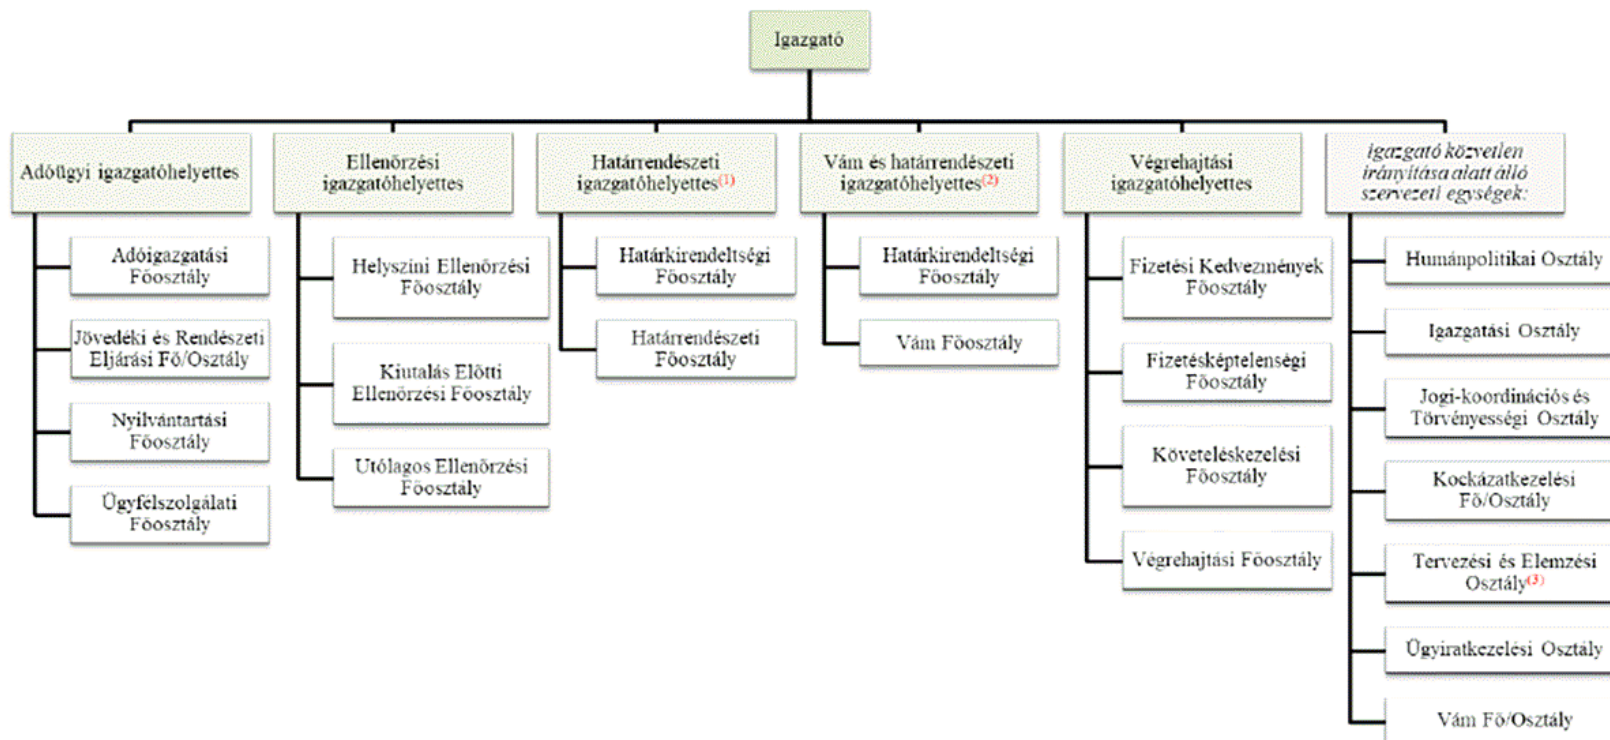 Igazgató
Adóügyi igazgatóhelyettes
Adóigazgatási
Főosztály
Jövedéki és Rendészeti
Eljárási Fő/Osztály
Nyilvántartási
Főosztály
Ügyfélszolgálati
Főosztály
Ellenőrzési
igazgatóhelyettes
Helyszíni Ellenőrzési
Főosztály
Kiutalás Előtti
Ellenőrzési Főosztály
Utólagos Ellenőrzési
Főosztály
Határrendészeti
igazgatóhelyettes(1)
Határkirendeltségi
Főosztály
Határrendészeti
Főosztály
Vám és határrendészeti
igazgatóhelyettes(2)
Határkirendeltségi
Főosztály
Vám Főosztály
Végrehajtási
igazgatóhelyettes
Fizetési Kedvezmények
Főosztály
Fizetésképtelenségi
Főosztály
Követeléskezelési
Főosztály
Végrehajtási Főosztály
igazgató közvetlen
irányítása alatt álló
szervezeti egységek:
Humánpolitikai Osztály
Igazgatási Osztály
Jogi-koordinációs és
Törvényességi Osztály
Kockázatkezelési
Fő/Osztály
Tervezési és Elemzési
Osztály(3)
Ügyiratkezelési Osztály
Vám Fő/Osztály